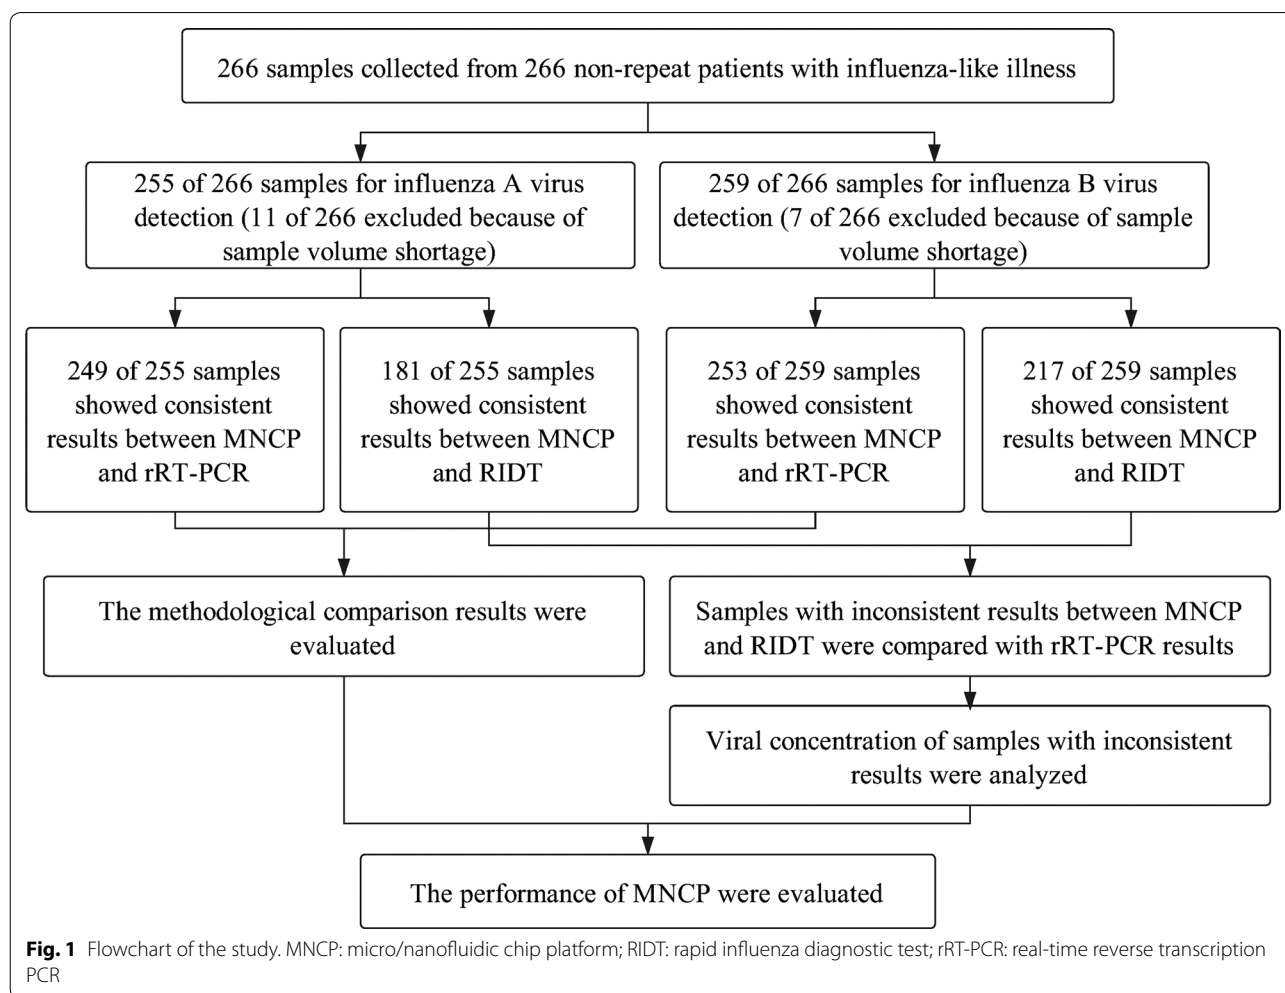 266 samples collected from 266 non-repeat patients with influenza-like illness
255 of 266 samples for influenza A virus
detection (11 of 266 excluded because of
sample volume shortage)
259 of 266 samples for influenza B virus
detection (7 of 266 excluded because of sample
volume shortage)
249 of 255 samples
showed consistent
results between MNCP
and rRT-PCR
181 of 255 samples
showed consistent
results between MNCP
and RIDT
253 of 259 samples
showed consistent
results between MNCP
and rRT-PCR
217 of 259 samples
showed consistent
results between MNCP
and RIDT
The methodological comparison results were
evaluated
Samples with inconsistent results between MNCP
and RIDT were compared with rRT-PCR results
Viral concentration of samples with inconsistent
results were analyzed
The performance of MNCP were evaluated
Fig. 1 Flowchart of the study. MNCP: micro/nanofluidic chip platform; RIDT: rapid influenza diagnostic test; rRT-PCR: real-time reverse transcription
PCR